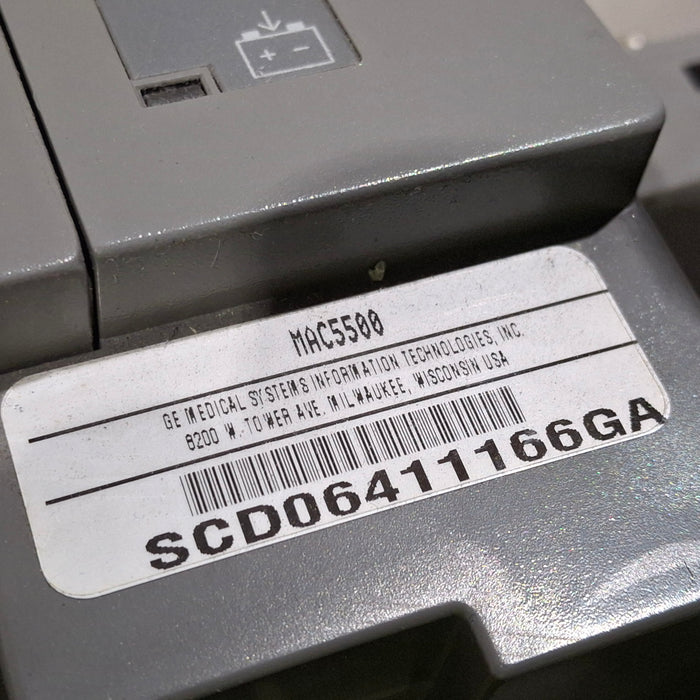 MAC5500
GE MEDICAL SYSTEMS INFORMATION TECHNOLOGIES, INC.
8200 W. TOWER AVE. MILWAUKEE, WISCONSIN USA
SCD06411166GA